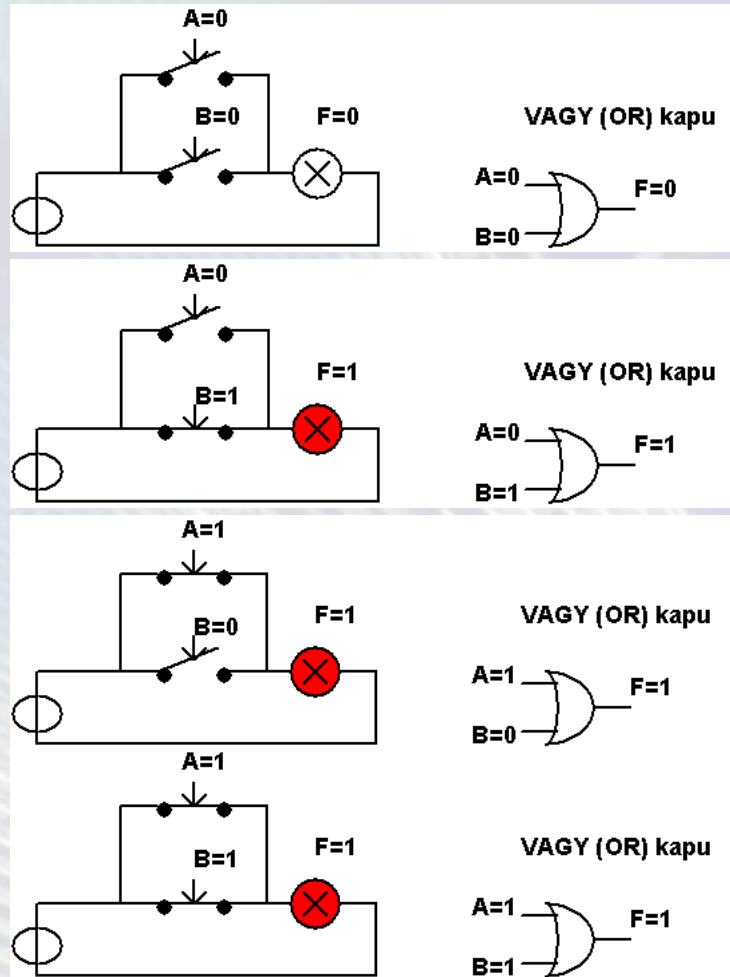 A=0
B=0 F=0 VAGY (OR) kapu
A=0 F=0
B=0
A=0
B=1 F=1 VAGY (OR) kapu
A=0 F=1
B=1
A=1
B=0 F=1 VAGY (OR) kapu
A=1 F=1
B=0
A=1
B=1 F=1 VAGY (OR) kapu
A=1 F=1
B=1